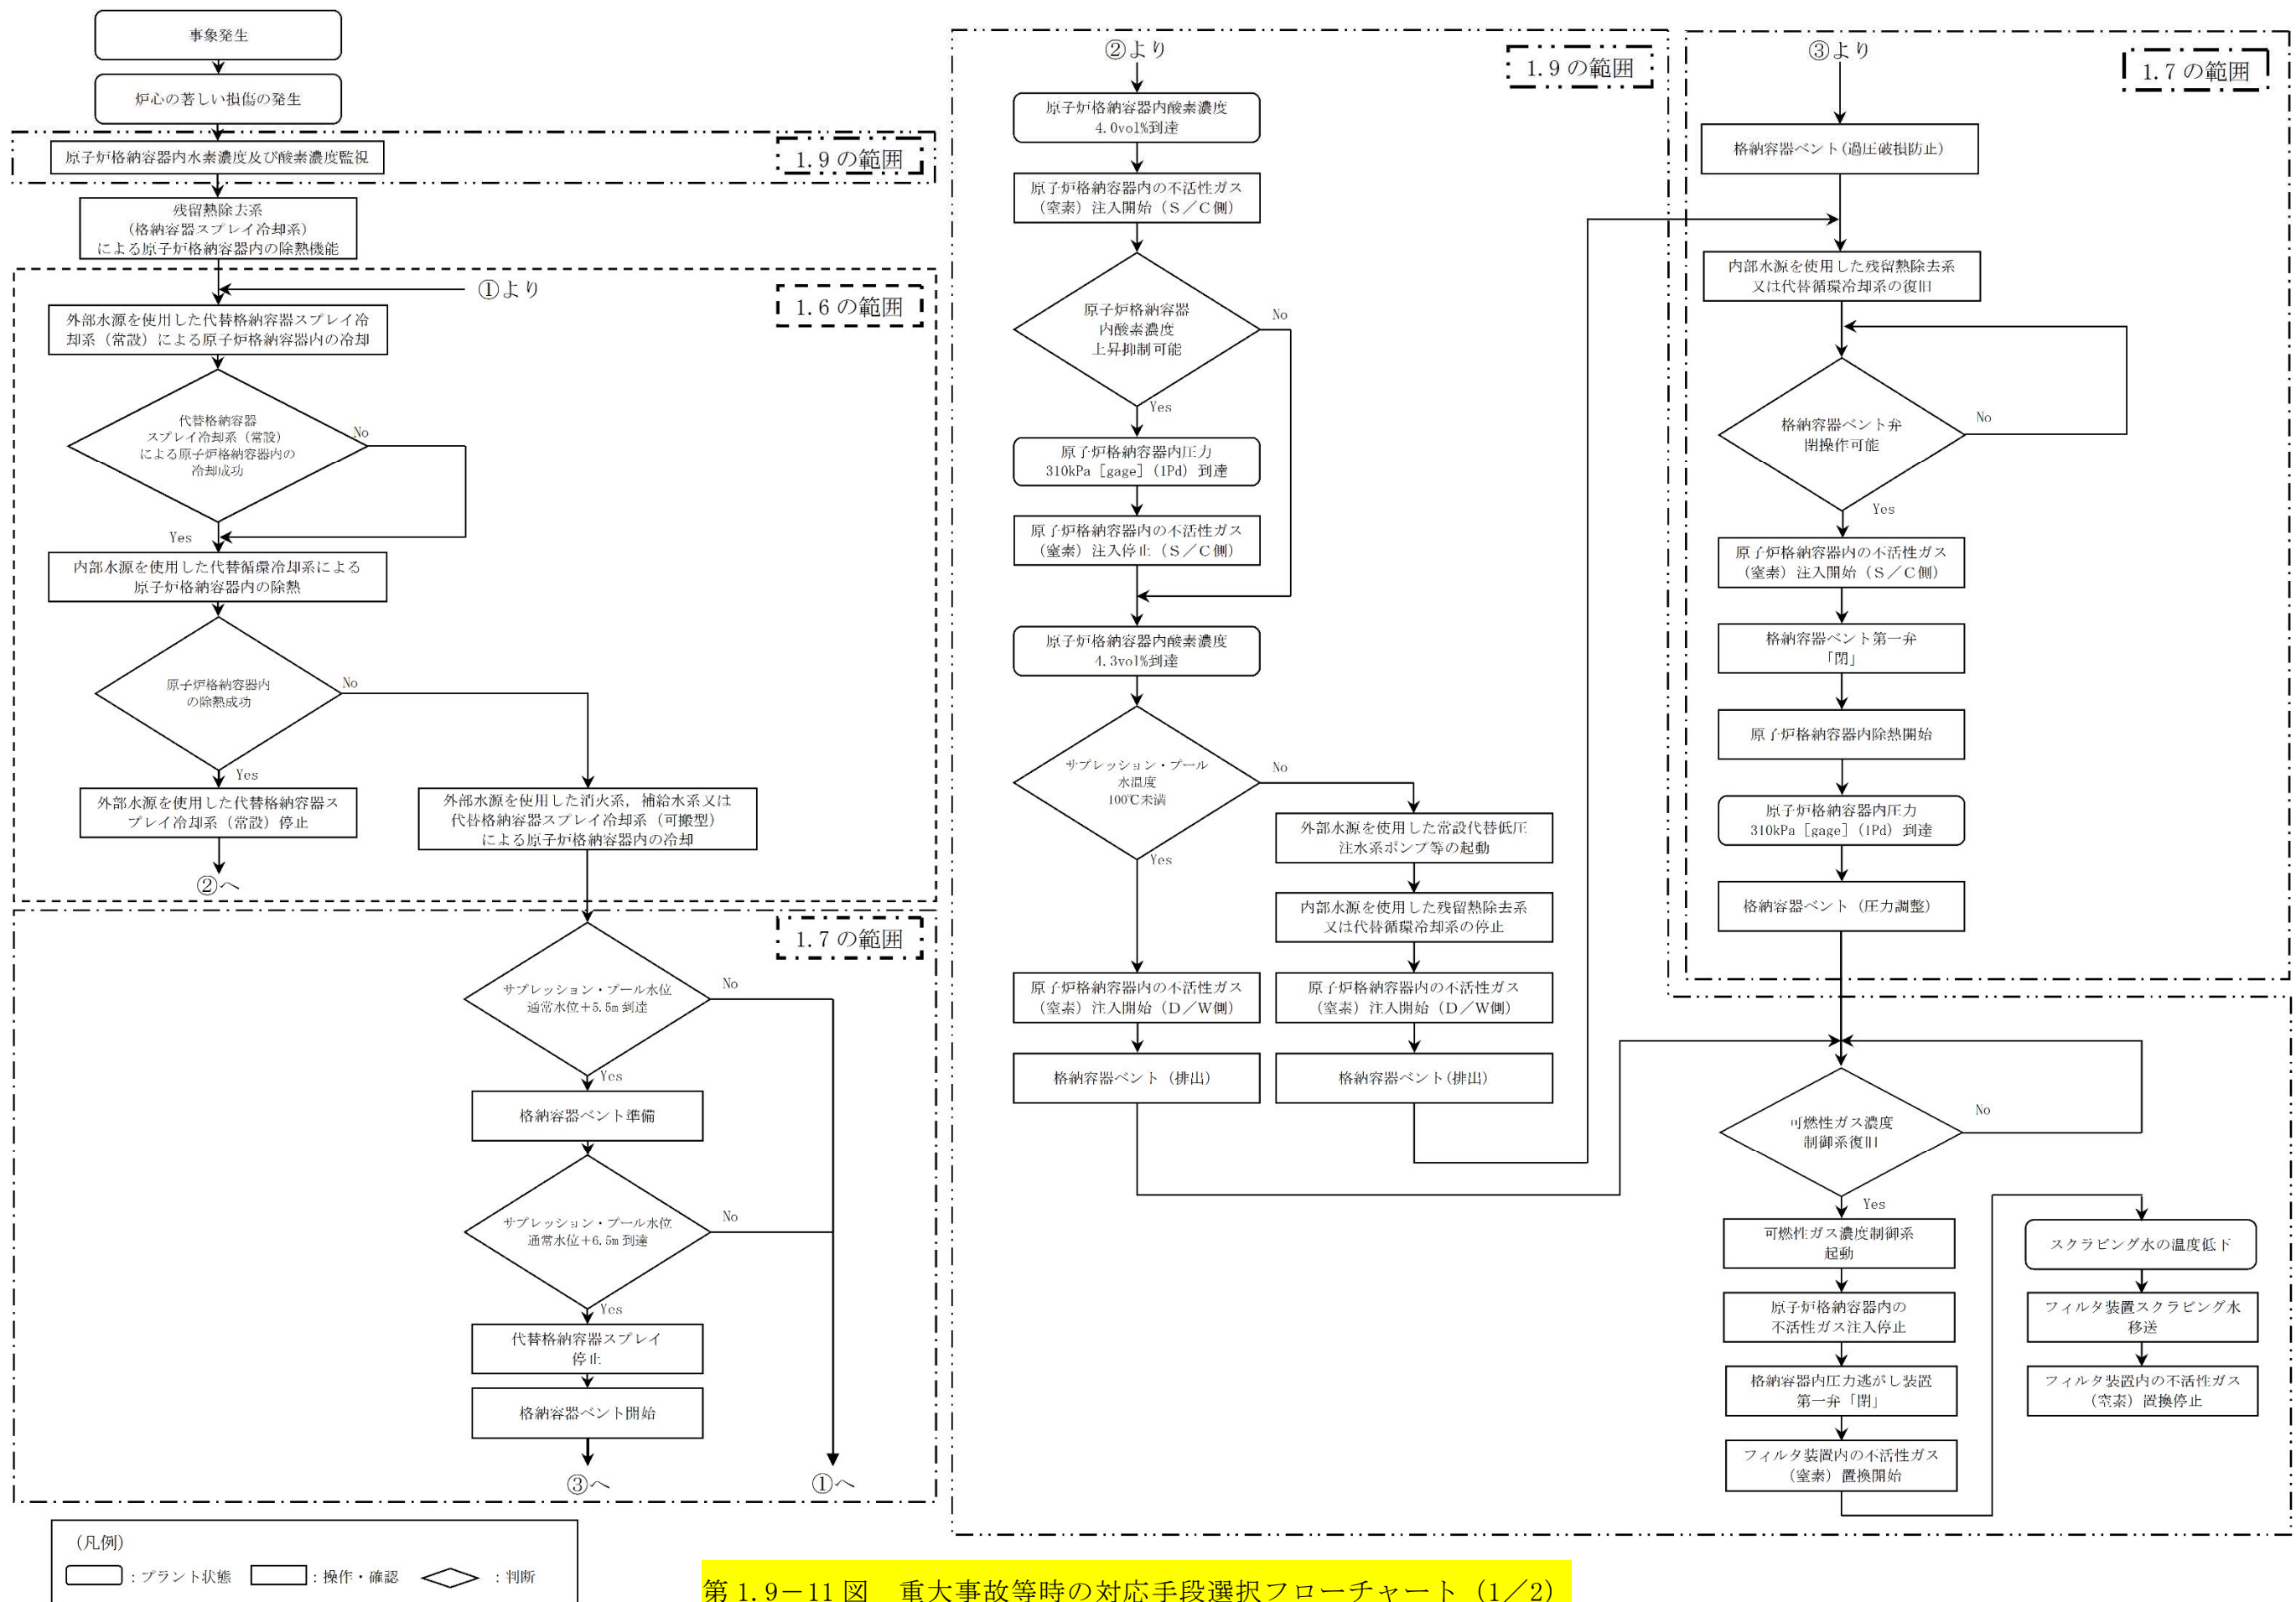 事象発生
炉心の著しい損傷の発生
1.9の範囲
原子炉格納容器内水素濃度及び酸素濃度監視
残留熱除去系
(格納容器スプレイ冷却系)
による原子炉格納容器内の除熱機能
①より
1.6の範囲
外部水源を使用した代替格納容器スプレイ冷
却系（常設）による原子炉格納容器内の冷却
代替格納容器
スプレイ冷却系（常設）
による原子炉格納容器内の
冷却成功
No
Yes
内部水源を使用した代替循環冷却系による
原子炉格納容器内の除熱
原子炉格納容器内
の除熱成功
No
Yes
外部水源を使用した代替格納容器ス
プレイ冷却系（常設）停止
②へ
外部水源を使用した消火系，補給水系又は
代替格納容器スプレイ冷却系（可搬型）
による原子炉格納容器内の冷却
1.7の範囲
サプレッション・プール水位
通常水位＋5.5m到達
No
Yes
格納容器ベント準備
サプレッション・プール水位
通常水位＋6.5m到達
No
Yes
代替格納容器スプレイ
停止
格納容器ベント開始
③へ
①へ
(凡例)
：プラント状態
：操作・確認
：判断
②より
1.9の範囲
原子炉格納容器内酸素濃度
4.0vol%到達
原子炉格納容器内の不活性ガス
（窒素）注入開始（S／C側）
原子炉格納容器
内酸素濃度
上昇抑制可能
No
Yes
原子炉格納容器内圧力
310kPa［gage］(1Pd) 到達
原子炉格納容器内の不活性ガス
（窒素）注入停止（S／C側）
原子炉格納容器内酸素濃度
4.3vol%到達
サプレッション・プール
水温度
100℃未満
No
Yes
外部水源を使用した常設代替低圧
注水系ポンプ等の起動
内部水源を使用した残留熱除去系
又は代替循環冷却系の停止
原子炉格納容器内の不活性ガス
（窒素）注入開始（D／W側）
原子炉格納容器内の不活性ガス
（窒素）注入開始（D／W側）
格納容器ベント（排出）
格納容器ベント(排出)
③より
1.7の範囲
格納容器ベント(過圧破損防止)
内部水源を使用した残留熱除去系
又は代替循環冷却系の復旧
格納容器ベント弁
閉操作可能
No
Yes
原子炉格納容器内の不活性ガス
（窒素）注入開始（S／C側）
格納容器ベント第一弁
「閉」
原子炉格納容器内除熱開始
原子炉格納容器内圧力
310kPa［gage］(1Pd) 到達
格納容器ベント（圧力調整）
可燃性ガス濃度
制御系復旧
No
Yes
可燃性ガス濃度制御系
起動
原子炉格納容器内の
不活性ガス注入停止
格納容器内圧力逃がし装置
第一弁「閉」
フィルタ装置内の不活性ガス
（窒素）置換開始
スクラビング水の温度低下
フィルタ装置スクラビング水
移送
フィルタ装置内の不活性ガス
（窒素）置換停止
第1.9－11図　重大事故等時の対応手段選択フローチャート（1／2）